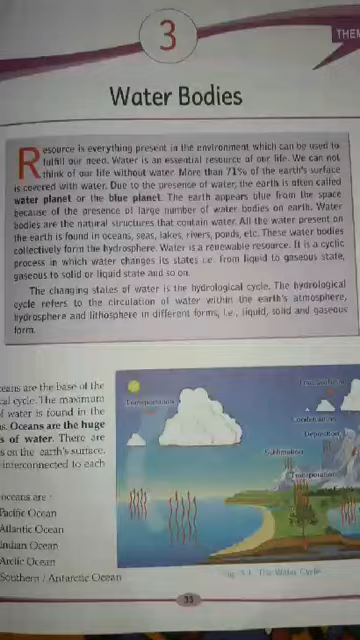 3
THEM
Water Bodies
Resource is everything present in the environment which can be used to
fulfill our need. Water is an essential resource of our life. We can not
think of our life without water. More than 71% of the earth's surface
is covered with water. Due to the presence of water, the earth is often called
water planet or the blue planet. The earth appears blue from the space
because of the presence of large number of water bodies on earth. Water
bodies are the natural structures that contain water. All the water present on
the earth is found in oceans, seas, lakes, rivers, ponds, etc. These water bodies
collectively form the hydrosphere. Water is a renewable resource. It is a cyclic
process in which water changes its states i.e. from liquid to gaseous state,
gaseous to solid or liquid state and so on.
The changing states of water is the hydrological cycle. The hydrological
cycle refers to the circulation of water within the earth's atmosphere,
hydrosphere and lithosphere in different forms, i.e., liquid, solid and gaseous
form.
ceans are the base of the
cal cycle. The maximum
f water is found in the
s. Oceans are the huge
s of water. There are
s on the earth's surface.
interconnected to each
oceans are :
Pacific Ocean
Atlantic Ocean
Indian Ocean
Arctic Ocean
Southern / Antarctic Ocean
Transportation
Condensation
Deposition
Sublimation
Transpiration
Fig. 3.1 The Water Cycle
33